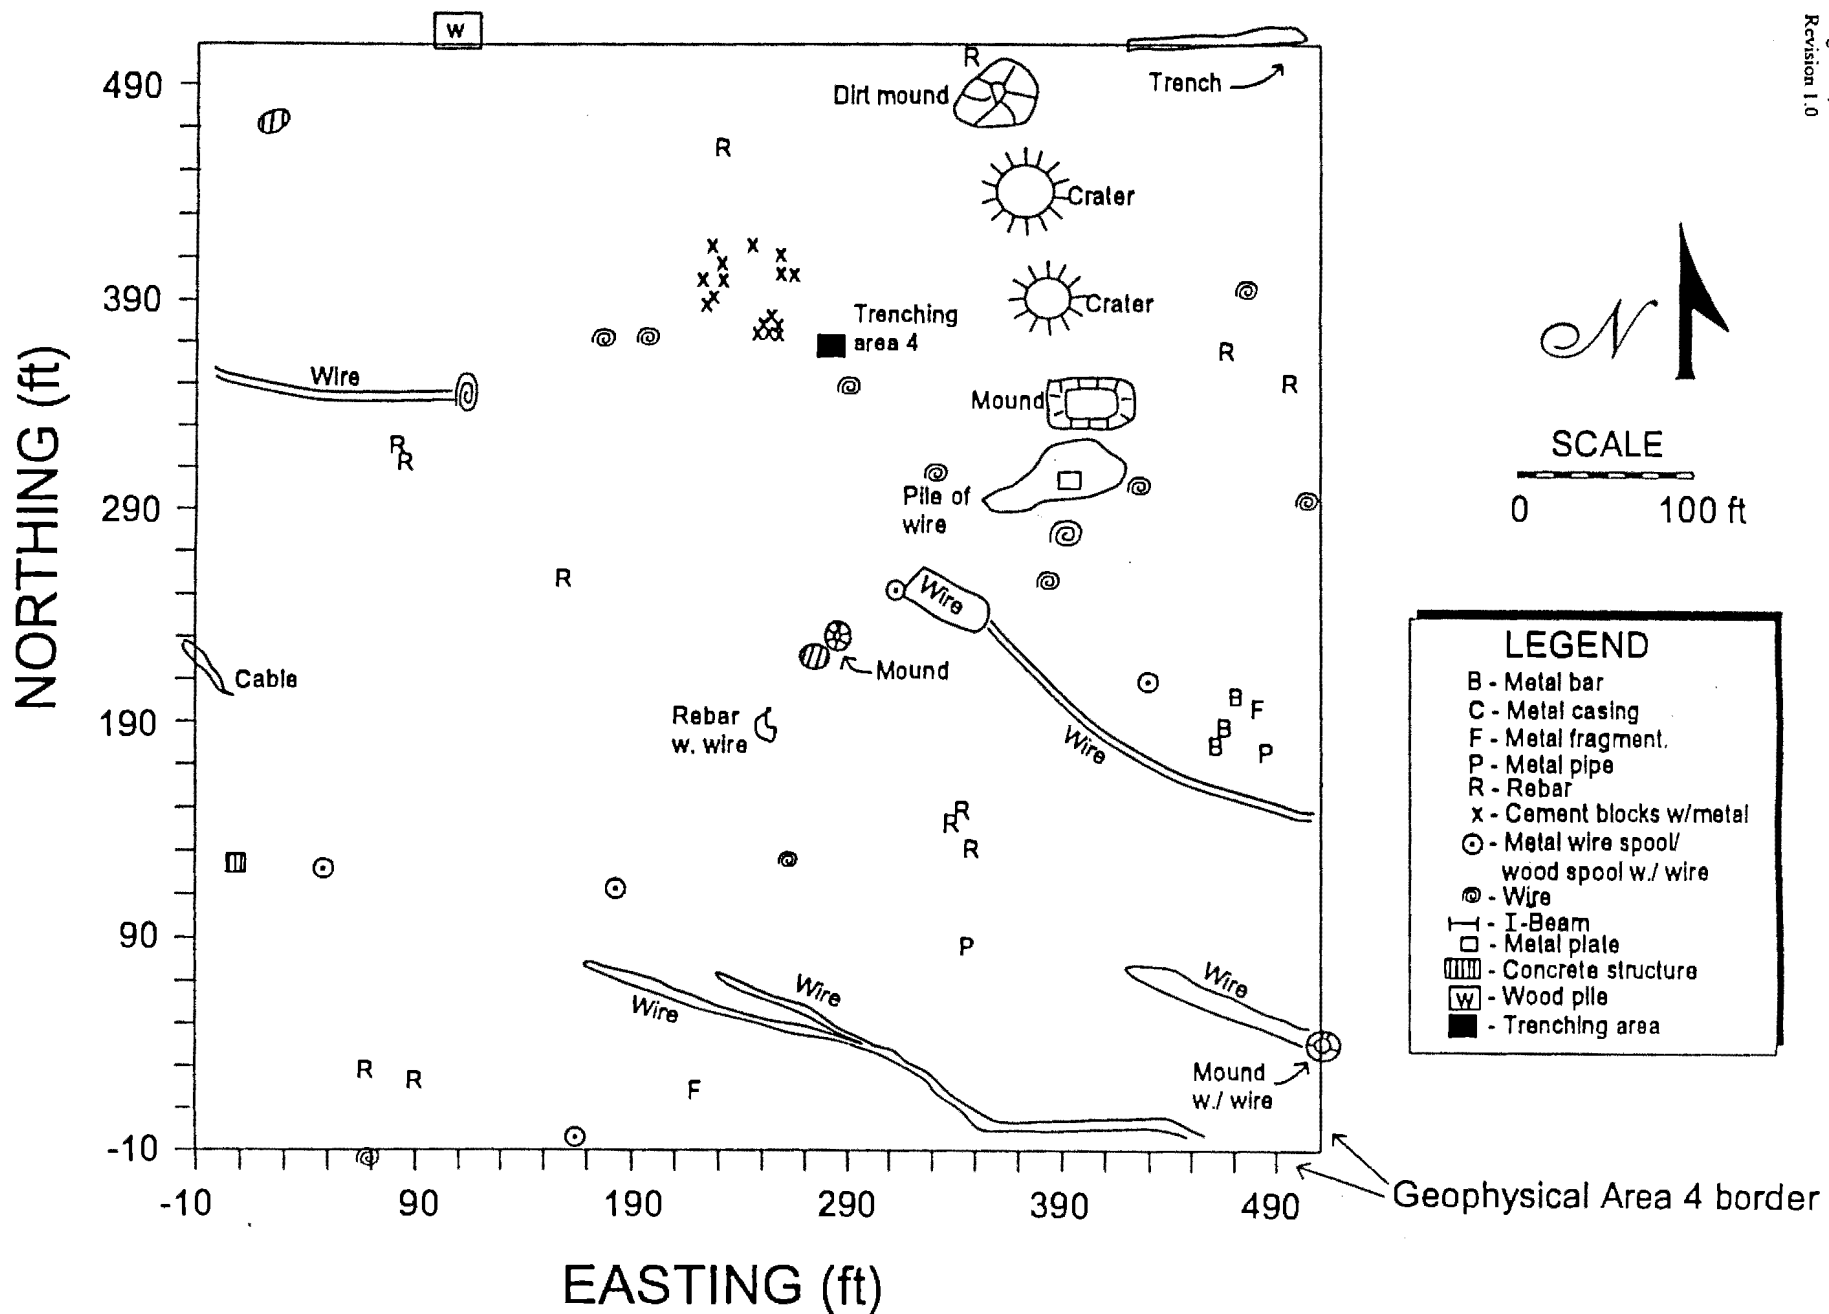 Revision 1.0
W
R
Dirt mound
Trench
490
R
Crater
x x x
x x x
x x x
x x
390
Crater
Trenching
area 4
x x x
x x x
R
R
Wire
Mound
R
R
Pile of
wire
290
R
Wire
Mound
Cable
B
F
190
Rebar
w. wire
Wire
B
B
P
R
R
R
90
P
Wire
Wire
Wire
R
R
F
Mound
w./ wire
-10
-10
90
190
290
390
490
Geophysical Area 4 border
NORTHING (ft)
EASTING (ft)
N
SCALE
0 100 ft
LEGEND
B - Metal bar
C - Metal casing
F - Metal fragment.
P - Metal pipe
R - Rebar
x - Cement blocks w/metal
- Metal wire spool/
wood spool w./ wire
- Wire
- I-Beam
- Metal plate
- Concrete structure
W - Wood pile
- Trenching area